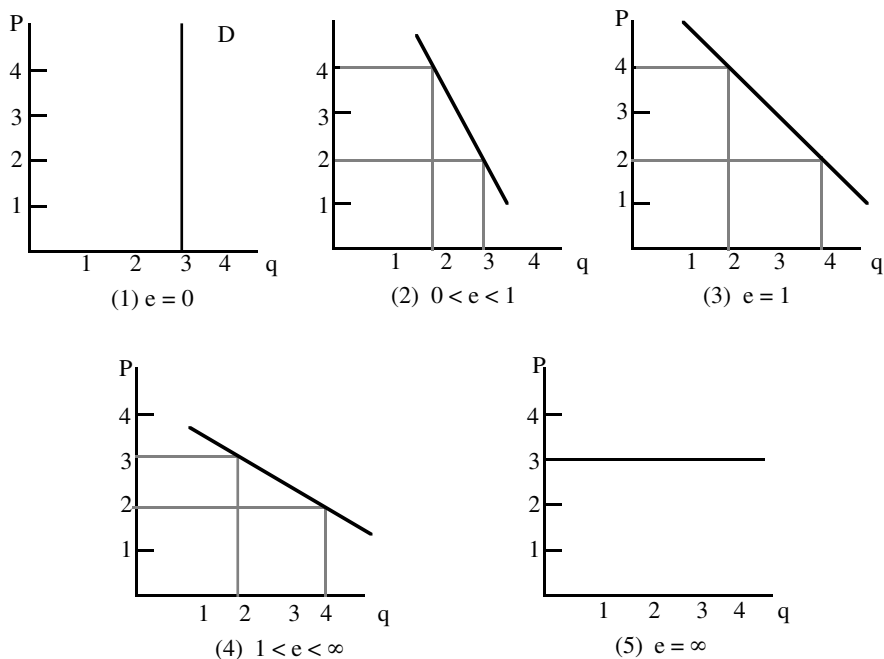 P
D
4
3
2
1
1 2 3 4 q
(1) e = 0
4
3
2
1
1 2 3 4 q
(2) 0 < e < 1
P
4
3
2
1
1 2 3 4 q
(3) e = 1
P
4
3
2
1
1 2 3 4 q
(4) 1 < e < ∞
P
4
3
2
1
1 2 3 4 q
(5) e = ∞